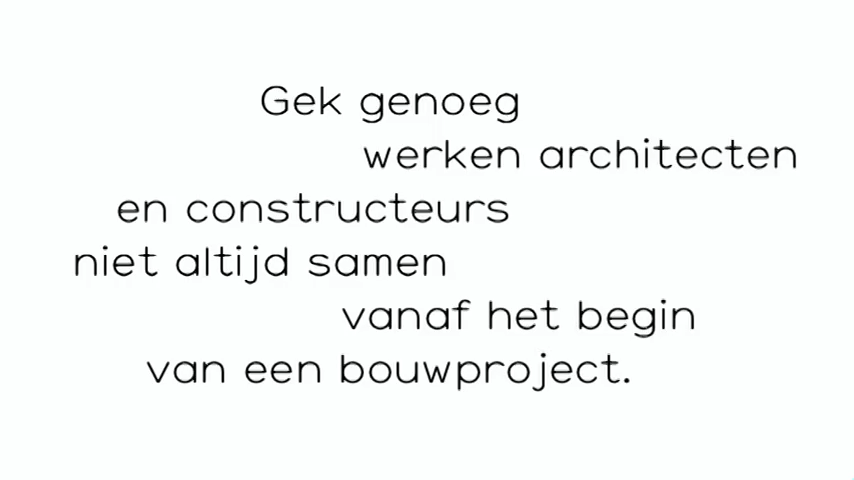 Gek genoeg
werken architecten
en constructeurs
niet altijd samen
vanaf het begin
van een bouwproject.